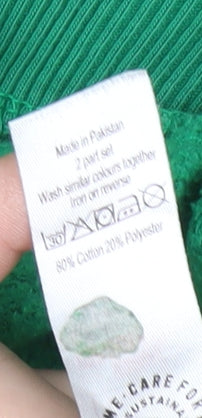 Made in Pakistan
2 part set
Wash similar colours together
Iron on reverse
30
80% Cotton 20% Polyester
ME·CARE FOR
SUSTAINA